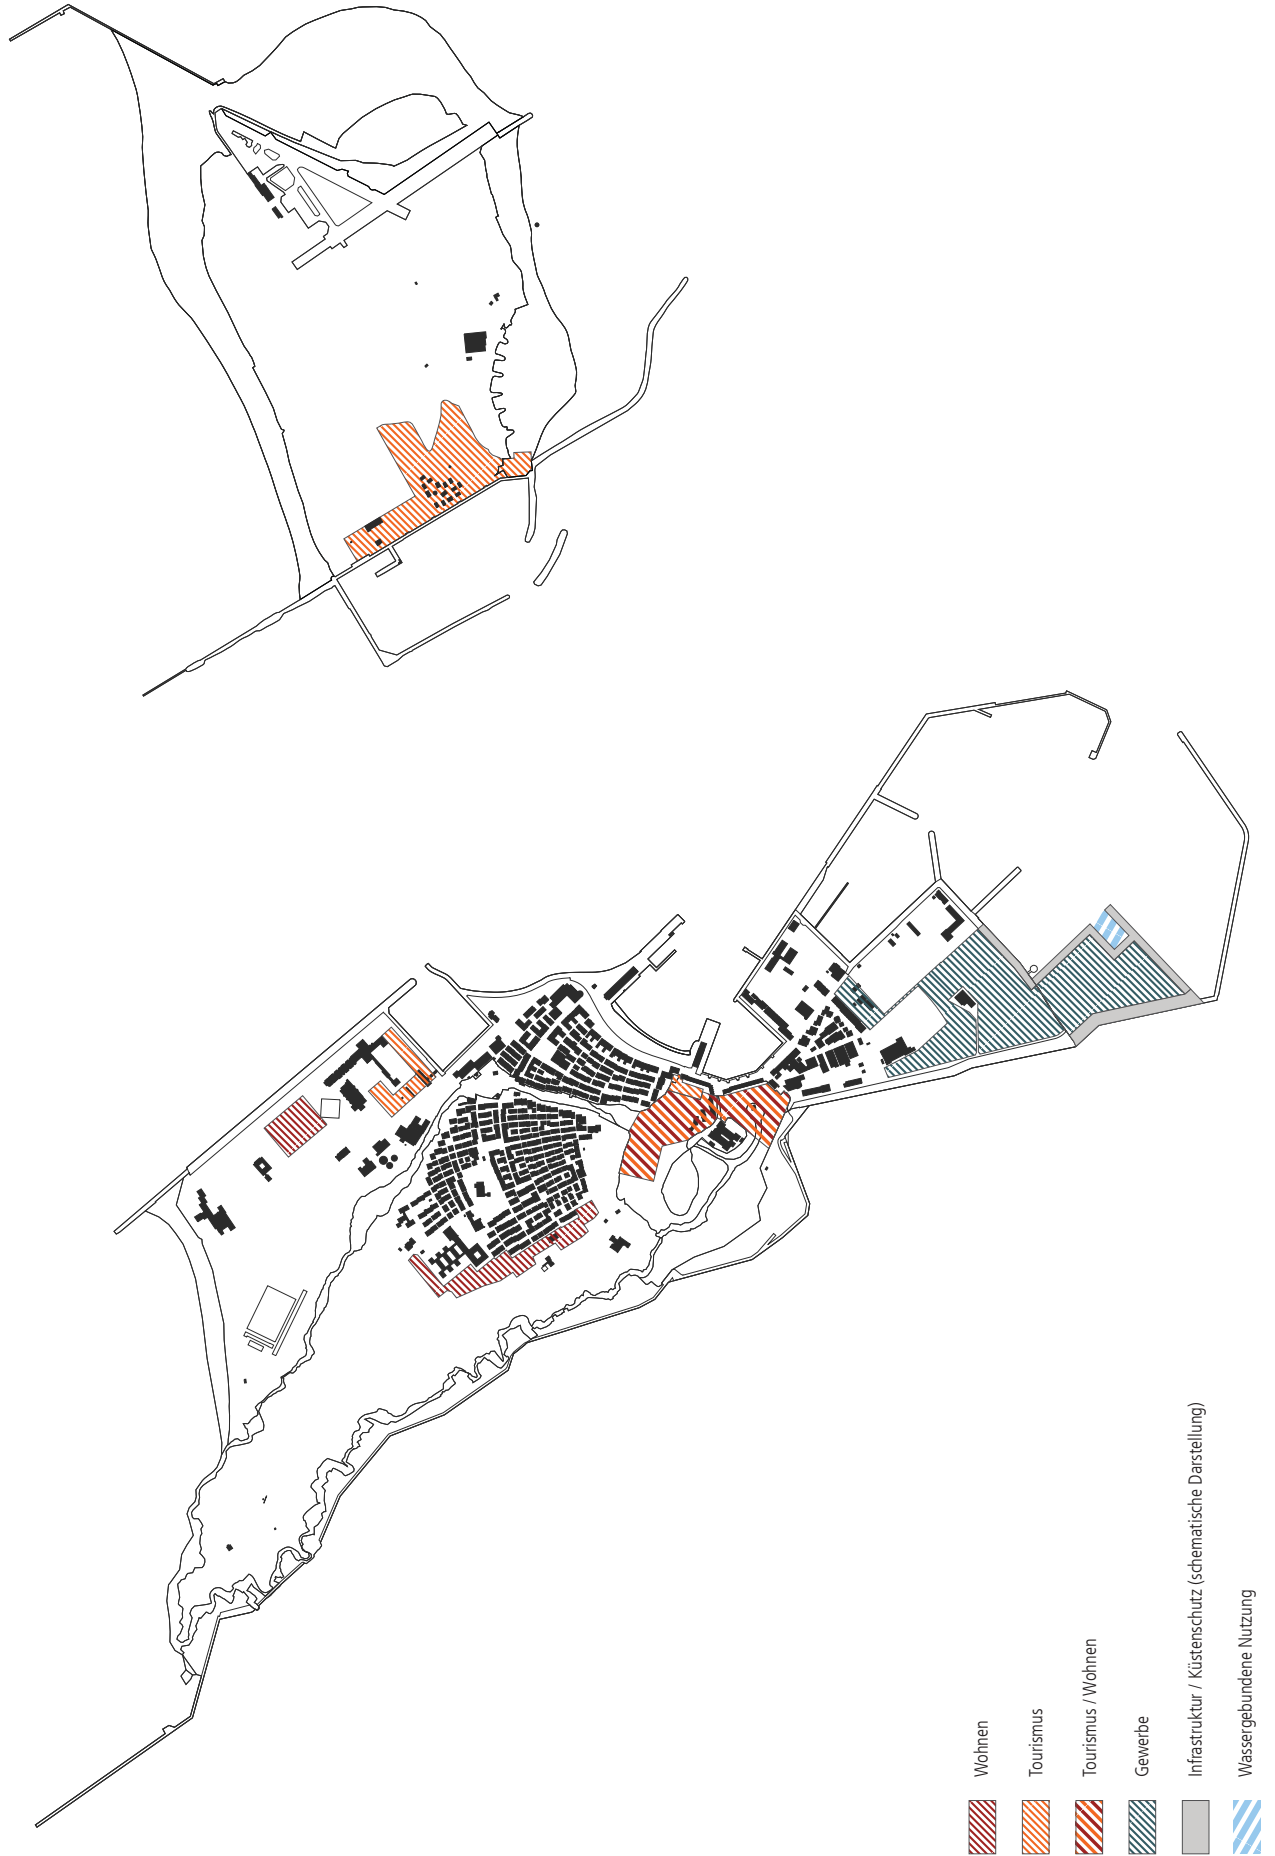 Wohnen
Tourismus
Tourismus / Wohnen
Gewerbe
Infrastruktur / Küstenschutz (schematische Darstellung)
Wassergebundene Nutzung